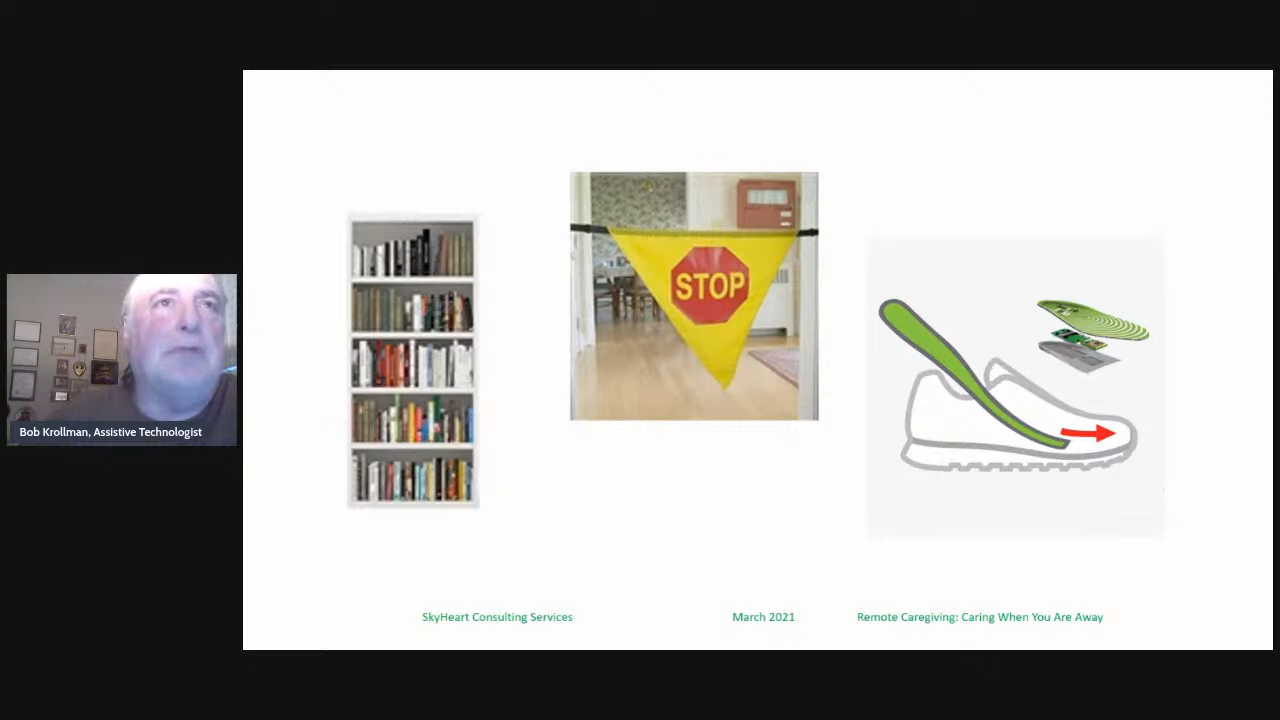 STOP
Bob Krollman, Assistive Technologist
SkyHeart Consulting Services
March 2021
Remote Caregiving: Caring When You Are Away